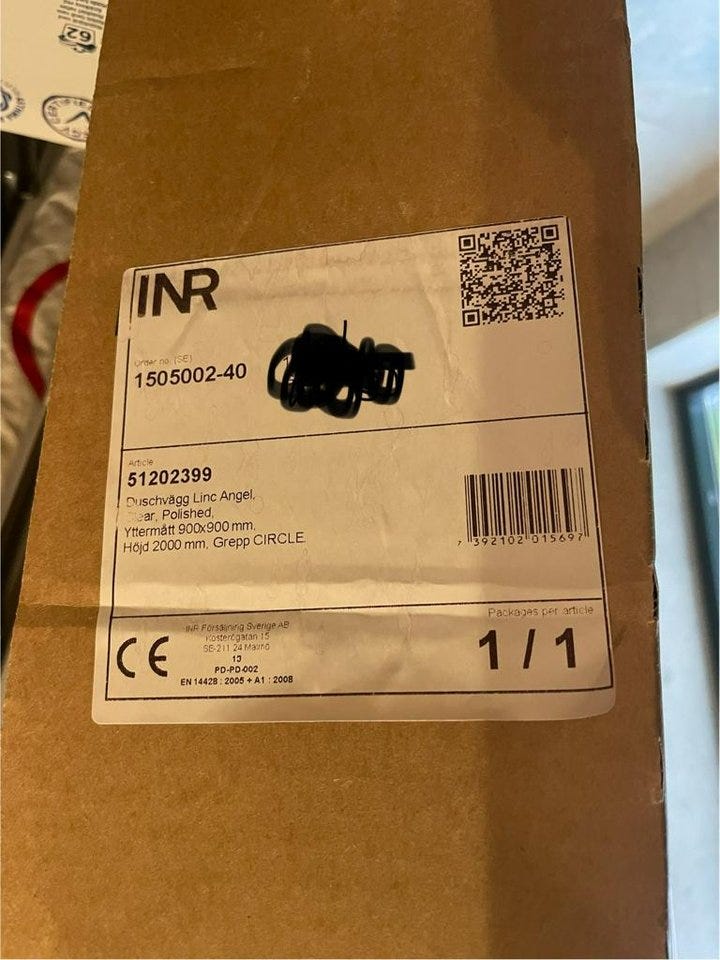 62
INR
Order no. (SE)
1505002-40
Article
51202399
Duschvägg Linc Angel,
Polished,
Yttermått 900x900 mm,
Höjd 2000 mm, Grepp CIRCLE
7 392102 015697
CE
INR Försäljning Sverige AB
Kosterögatan 15
SE-211 24 Malmö
13
PD-PD-002
EN 14428 : 2005 + A1 : 2008
Packages per article
1 / 1